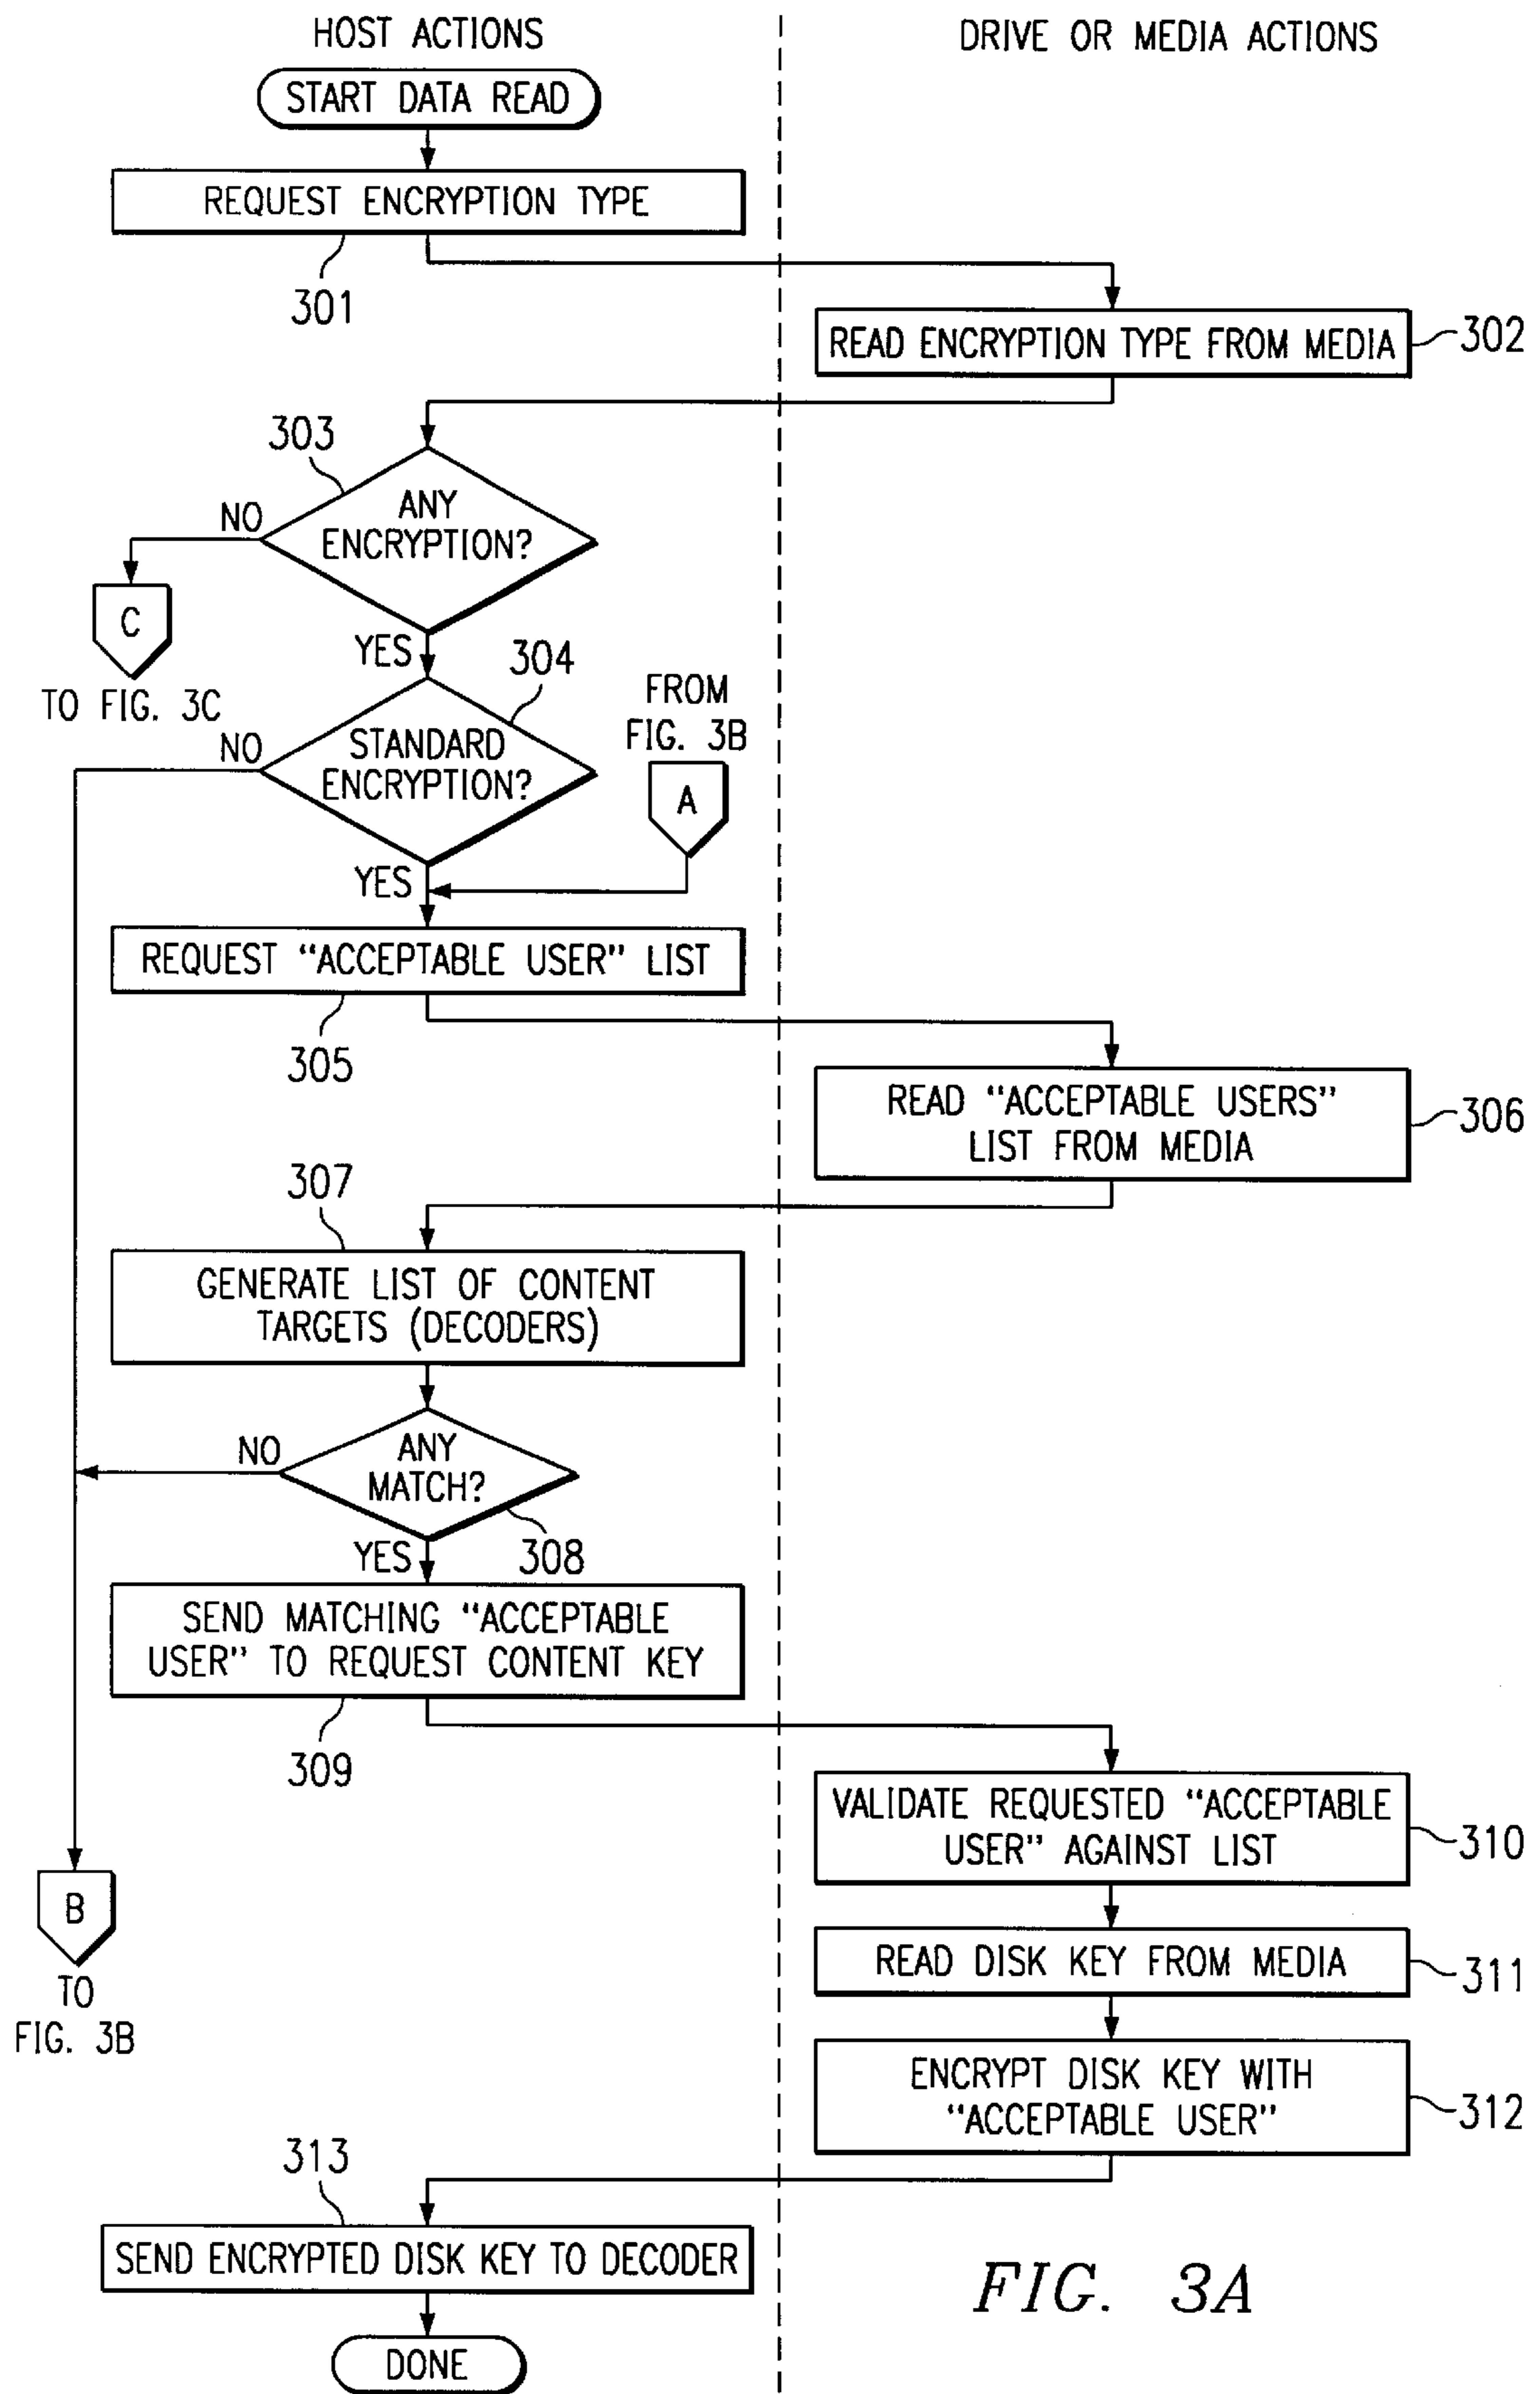 HOST ACTIONS
DRIVE OR MEDIA ACTIONS
START DATA READ
REQUEST ENCRYPTION TYPE
301
READ ENCRYPTION TYPE FROM MEDIA
302
303
ANY
ENCRYPTION?
NO
C
TO FIG. 3C
YES
304
STANDARD
ENCRYPTION?
NO
FROM
FIG. 3B
A
YES
REQUEST “ACCEPTABLE USER” LIST
305
READ “ACCEPTABLE USERS”
LIST FROM MEDIA
306
307
GENERATE LIST OF CONTENT
TARGETS (DECODERS)
ANY
MATCH?
NO
308
YES
SEND MATCHING “ACCEPTABLE
USER” TO REQUEST CONTENT KEY
309
VALIDATE REQUESTED “ACCEPTABLE
USER” AGAINST LIST
310
B
TO
FIG. 3B
READ DISK KEY FROM MEDIA
311
ENCRYPT DISK KEY WITH
“ACCEPTABLE USER”
312
313
SEND ENCRYPTED DISK KEY TO DECODER
DONE
FIG. 3A